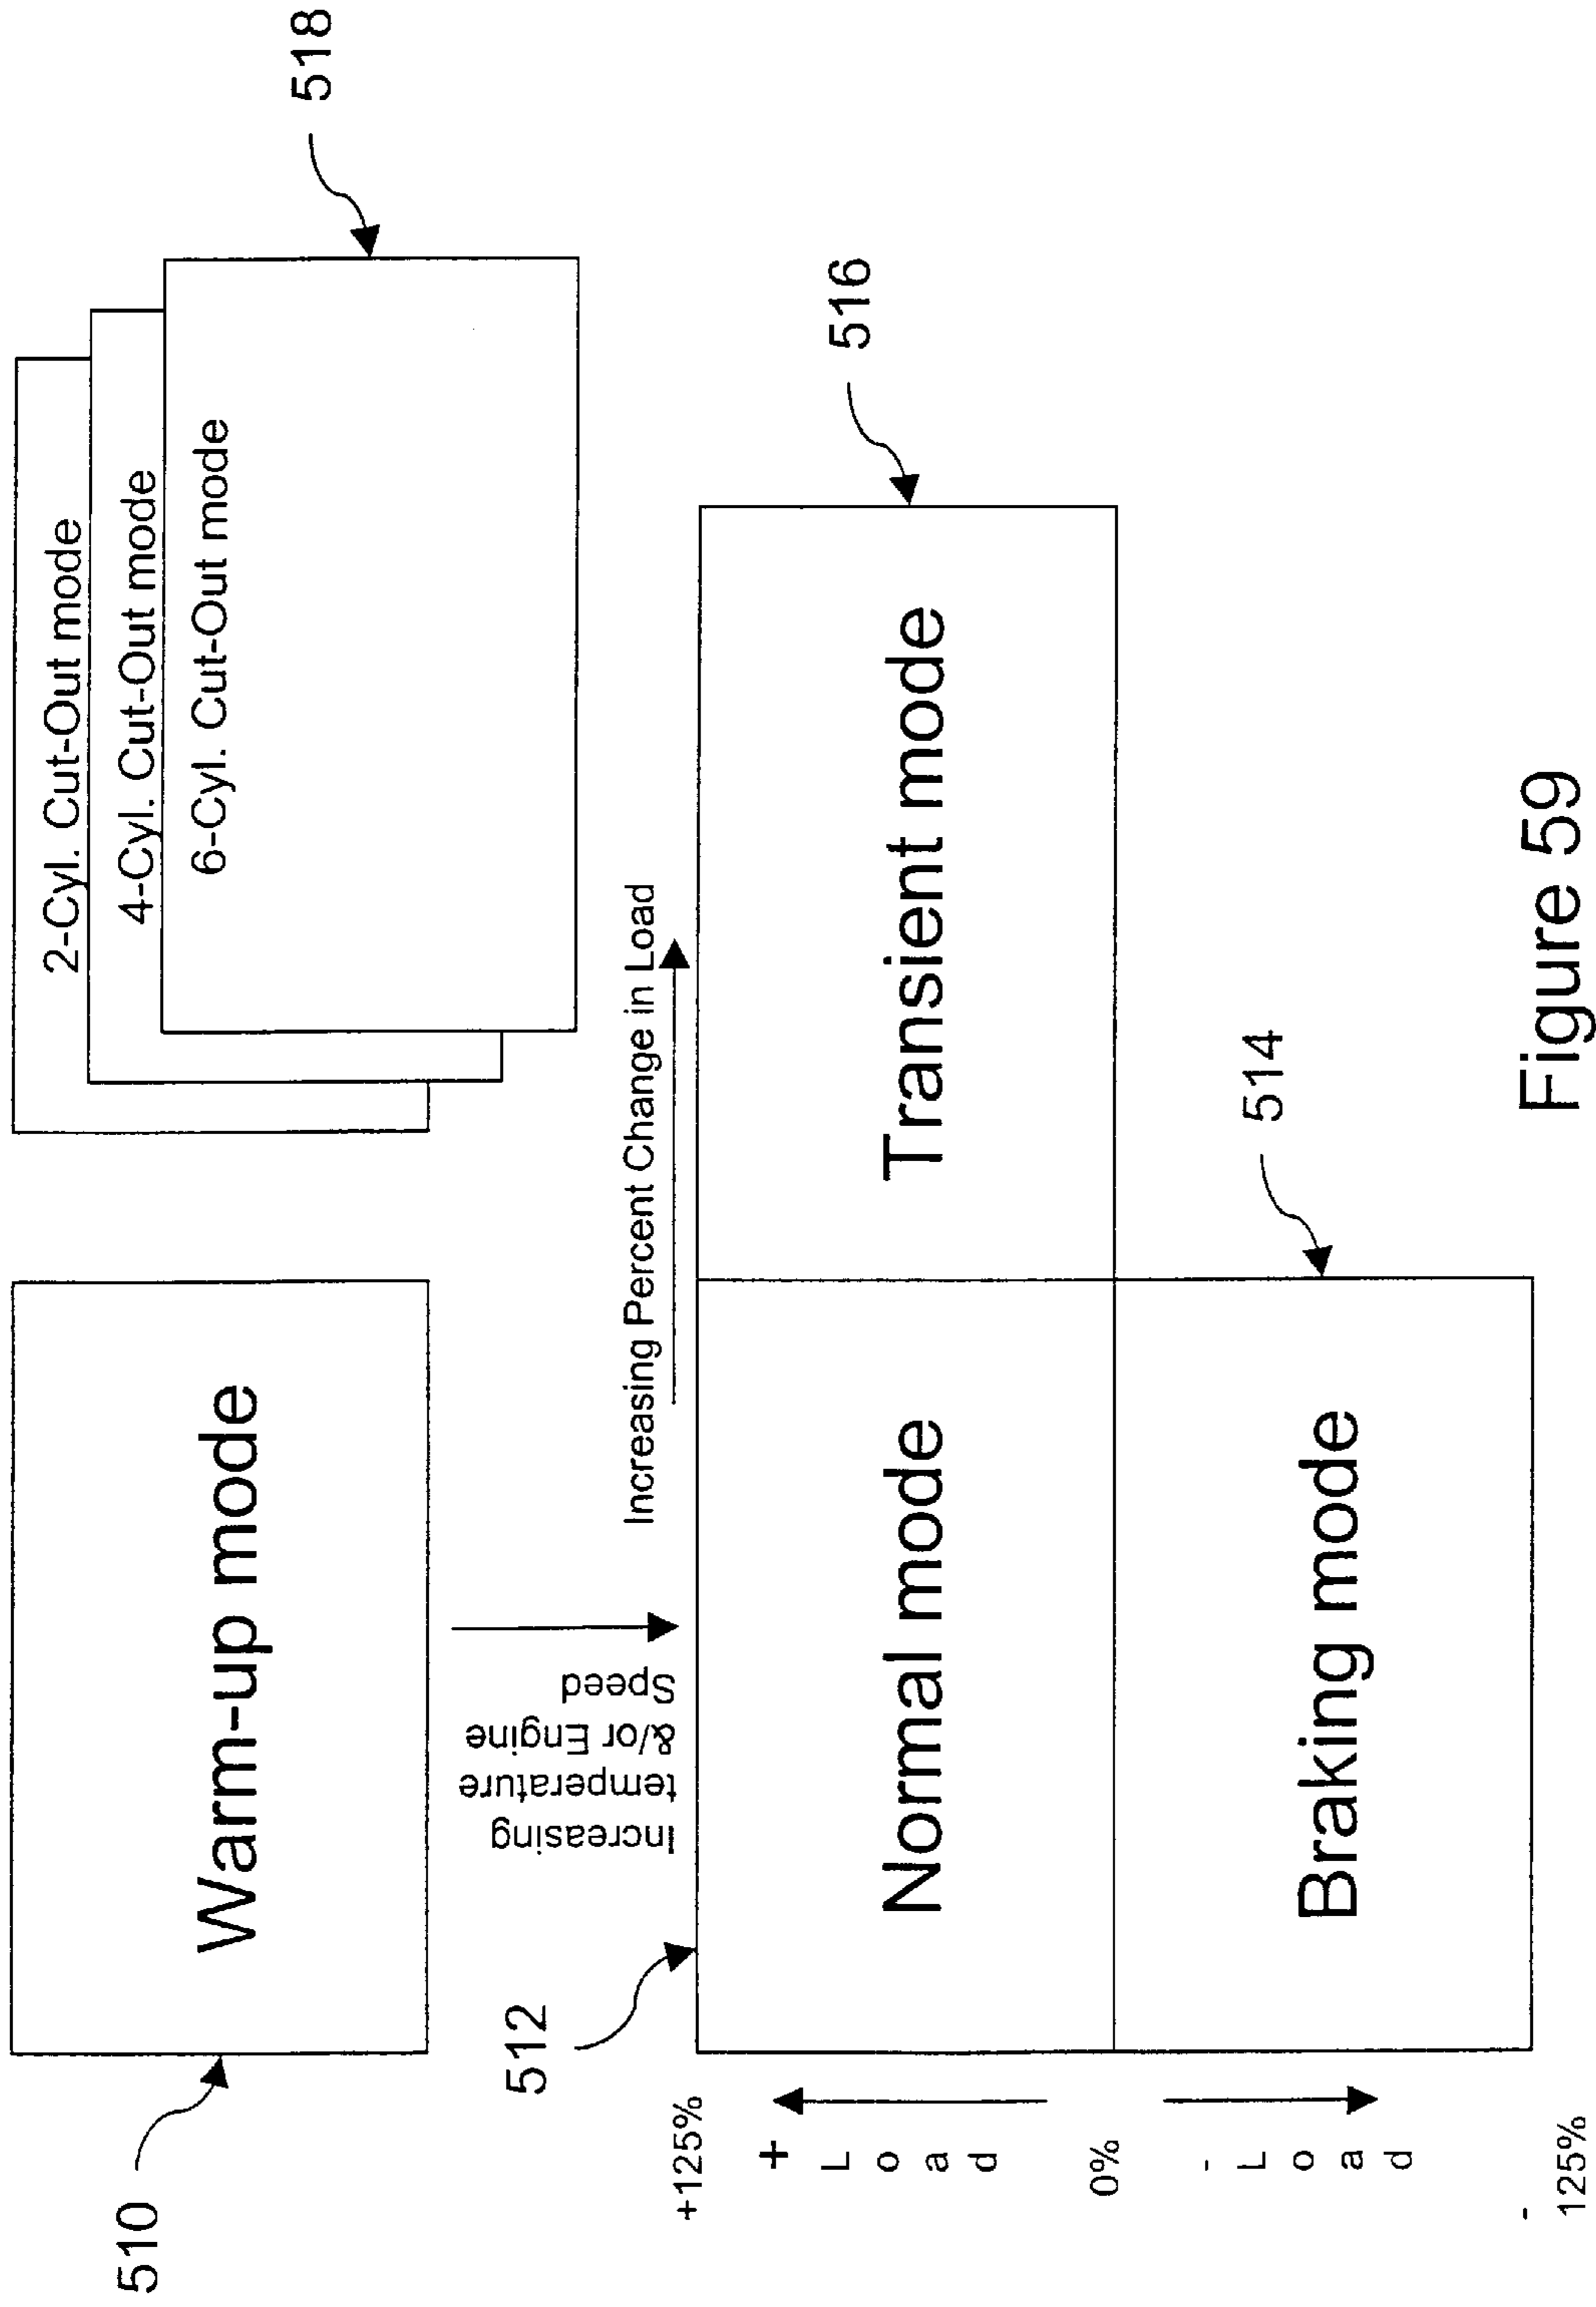 510
Warm-up mode
2-Cyl. Cut-Out mode
4-Cyl. Cut-Out mode
6-Cyl. Cut-Out mode
518
512
Increasing
temperature
&/or Engine
Speed
Increasing Percent Change in Load
+125%
+
L
o
a
d
0%
-
L
o
a
d
-
125%
Normal mode
Transient mode
516
Braking mode
514
Figure 59